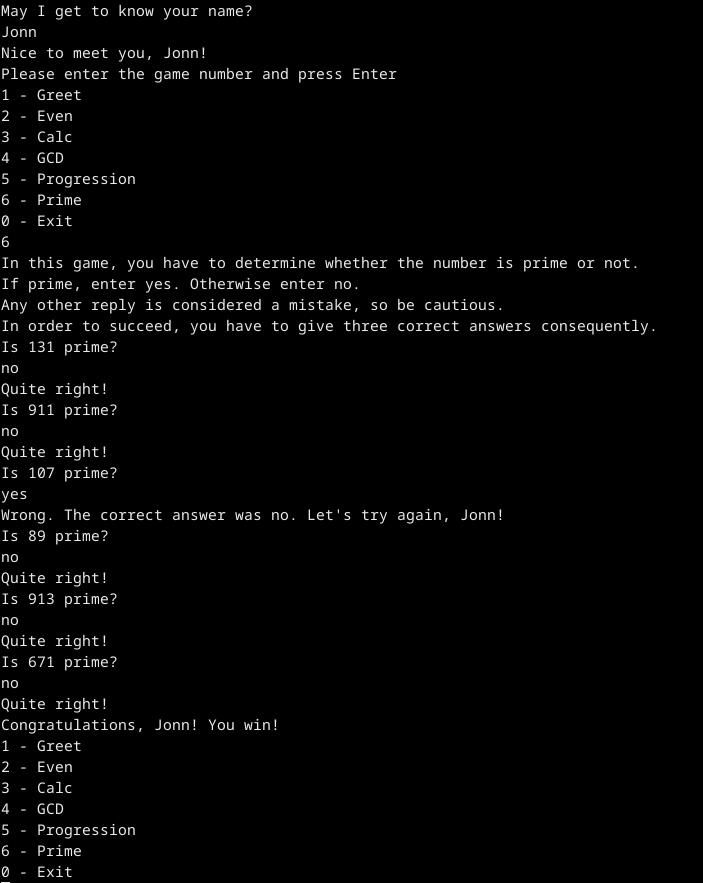 May I get to know your name?
Jonn
Nice to meet you, Jonn!
Please enter the game number and press Enter
1 - Greet
2 - Even
3 - Calc
4 - GCD
5 - Progression
6 - Prime
0 - Exit
6
In this game, you have to determine whether the number is prime or not.
If prime, enter yes. Otherwise enter no.
Any other reply is considered a mistake, so be cautious.
In order to succeed, you have to give three correct answers consequently.
Is 131 prime?
no
Quite right!
Is 911 prime?
no
Quite right!
Is 107 prime?
yes
Wrong. The correct answer was no. Let's try again, Jonn!
Is 89 prime?
no
Quite right!
Is 913 prime?
no
Quite right!
Is 671 prime?
no
Quite right!
Congratulations, Jonn! You win!
1 - Greet
2 - Even
3 - Calc
4 - GCD
5 - Progression
6 - Prime
0 - Exit